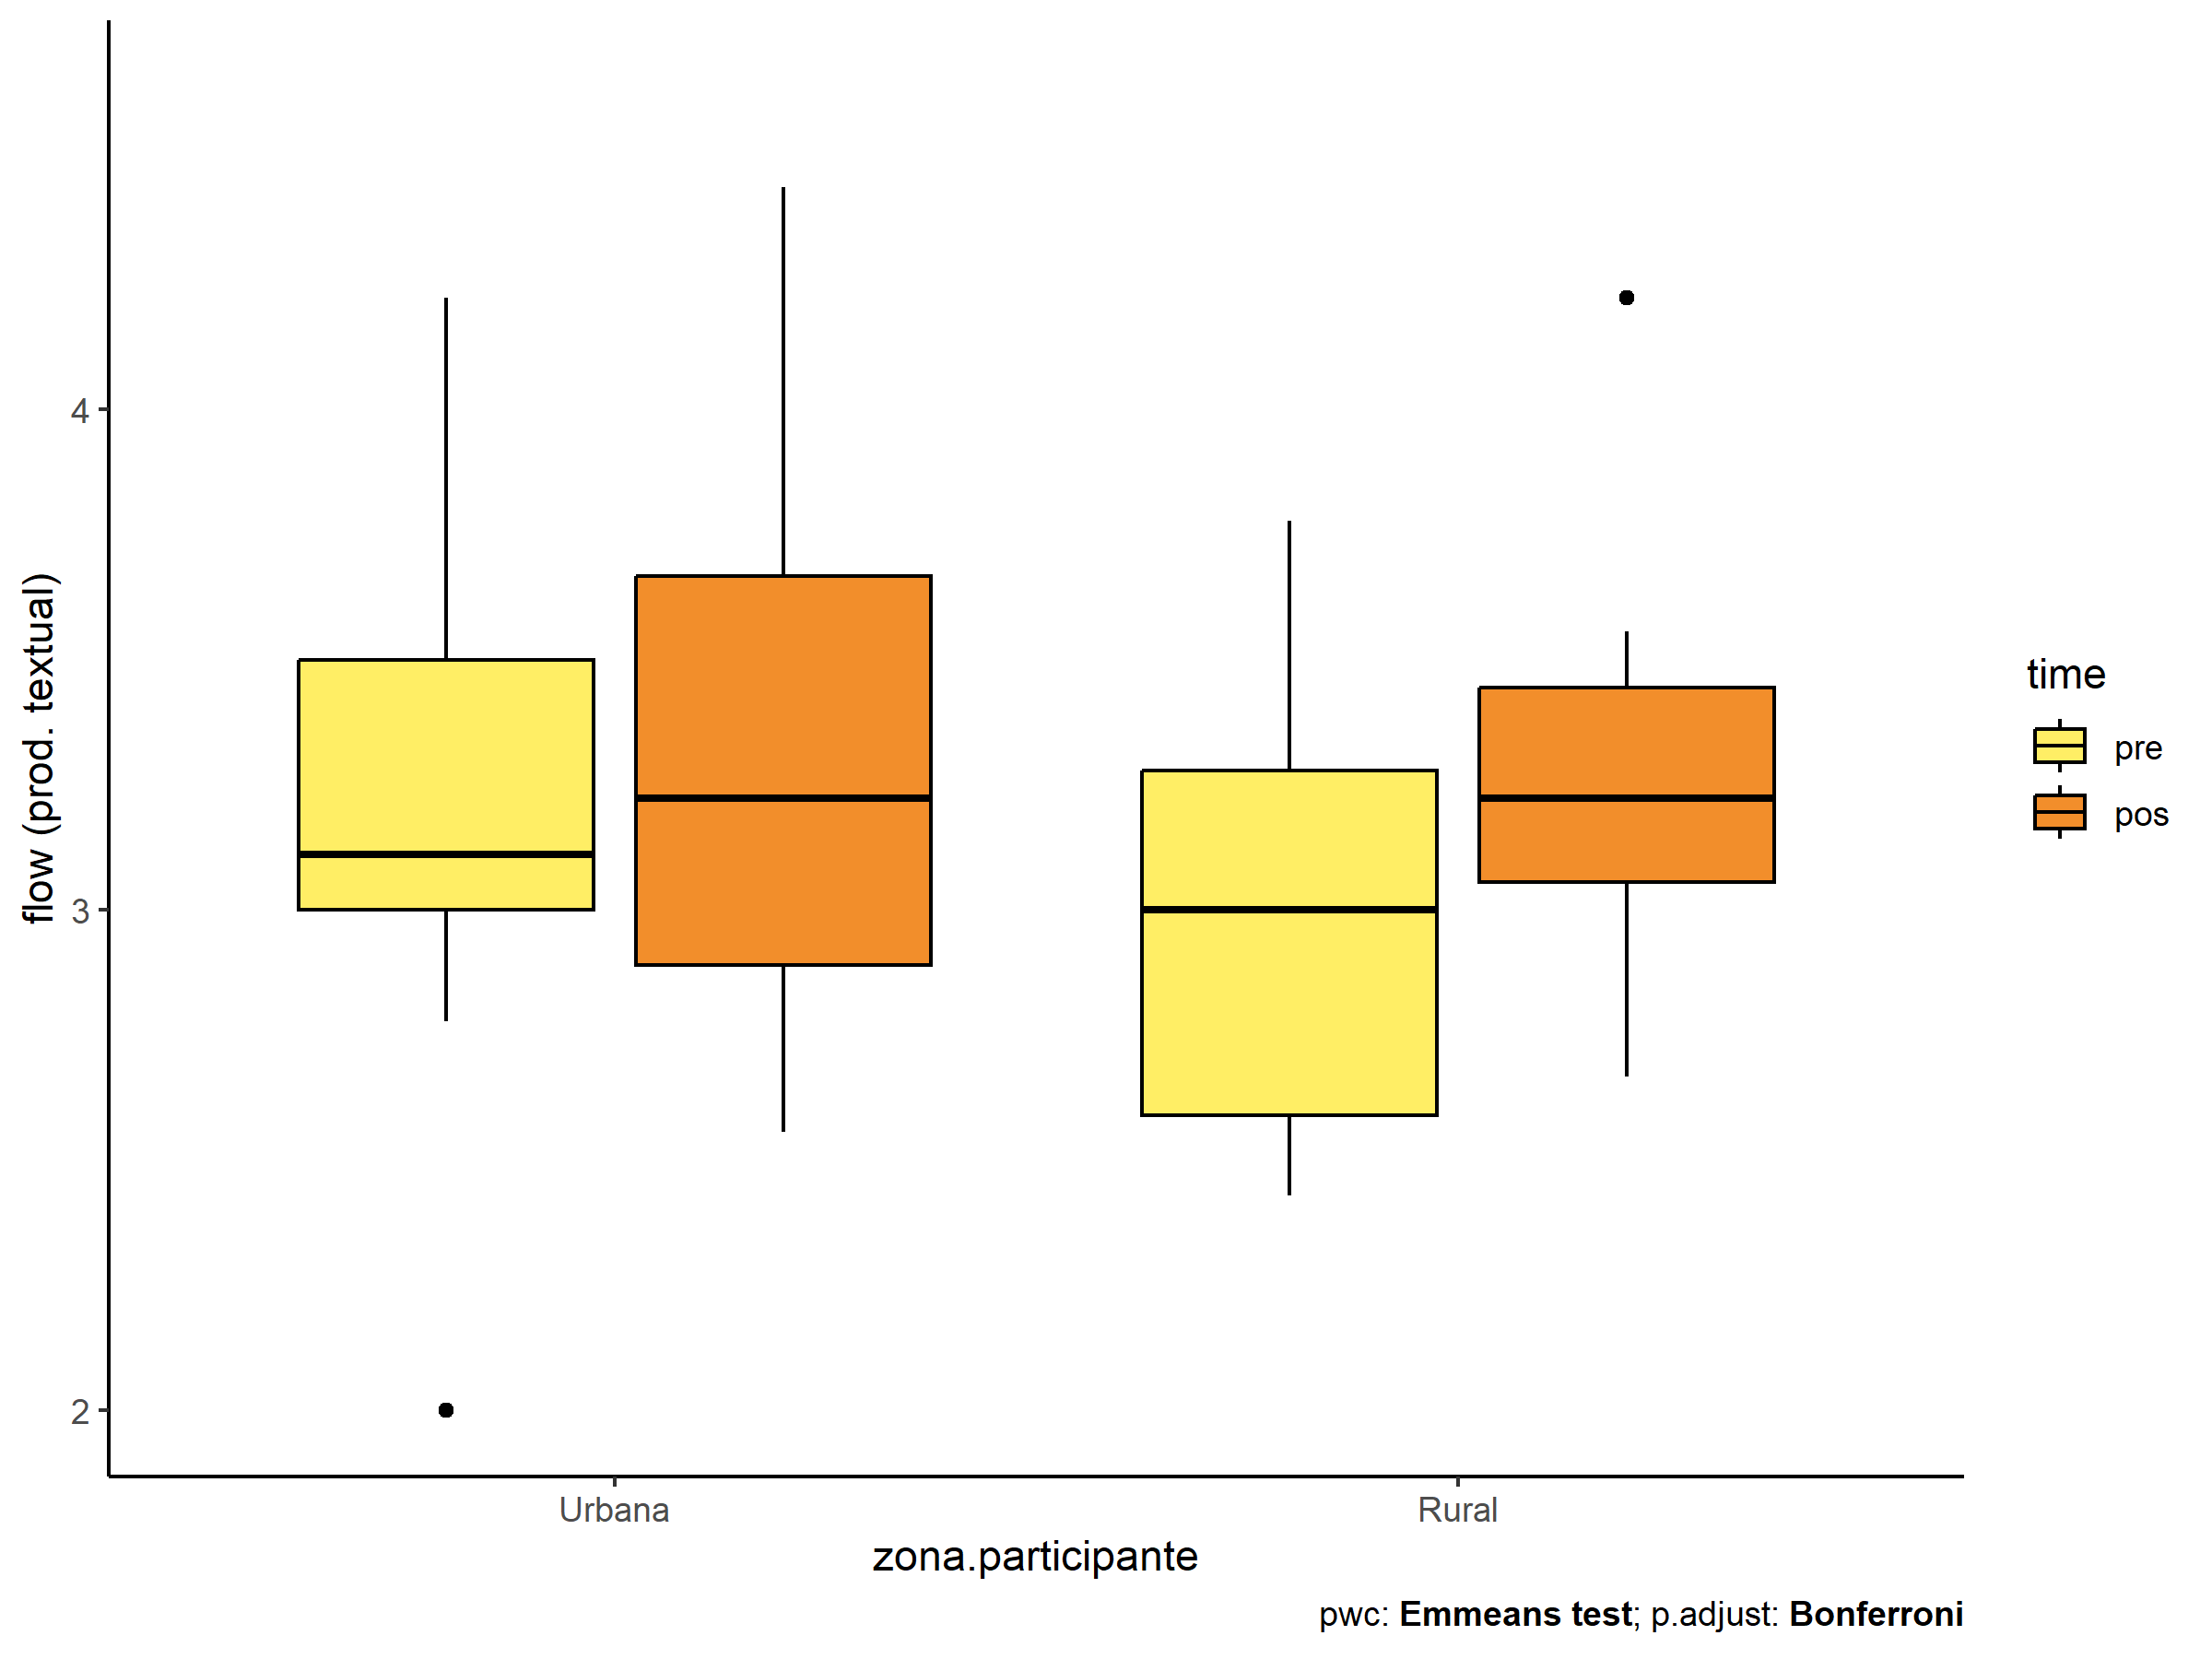 flow (prod. textual)
4
3
2
Urbana
Rural
zona.participante
time
pre
pos
pwc: Emmeans test; p.adjust: Bonferroni